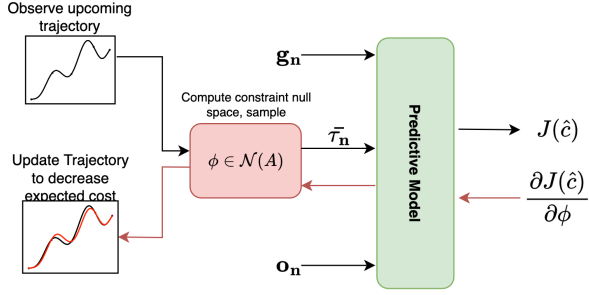 Observe upcoming
trajectory
g_n
Compute constraint null
space, sample
ϕ ∈ 𝒩(A)
τ̄_n
Predictive Model
J(ĉ)
∂J(ĉ)
∂ϕ
Update Trajectory
to decrease
expected cost
o_n